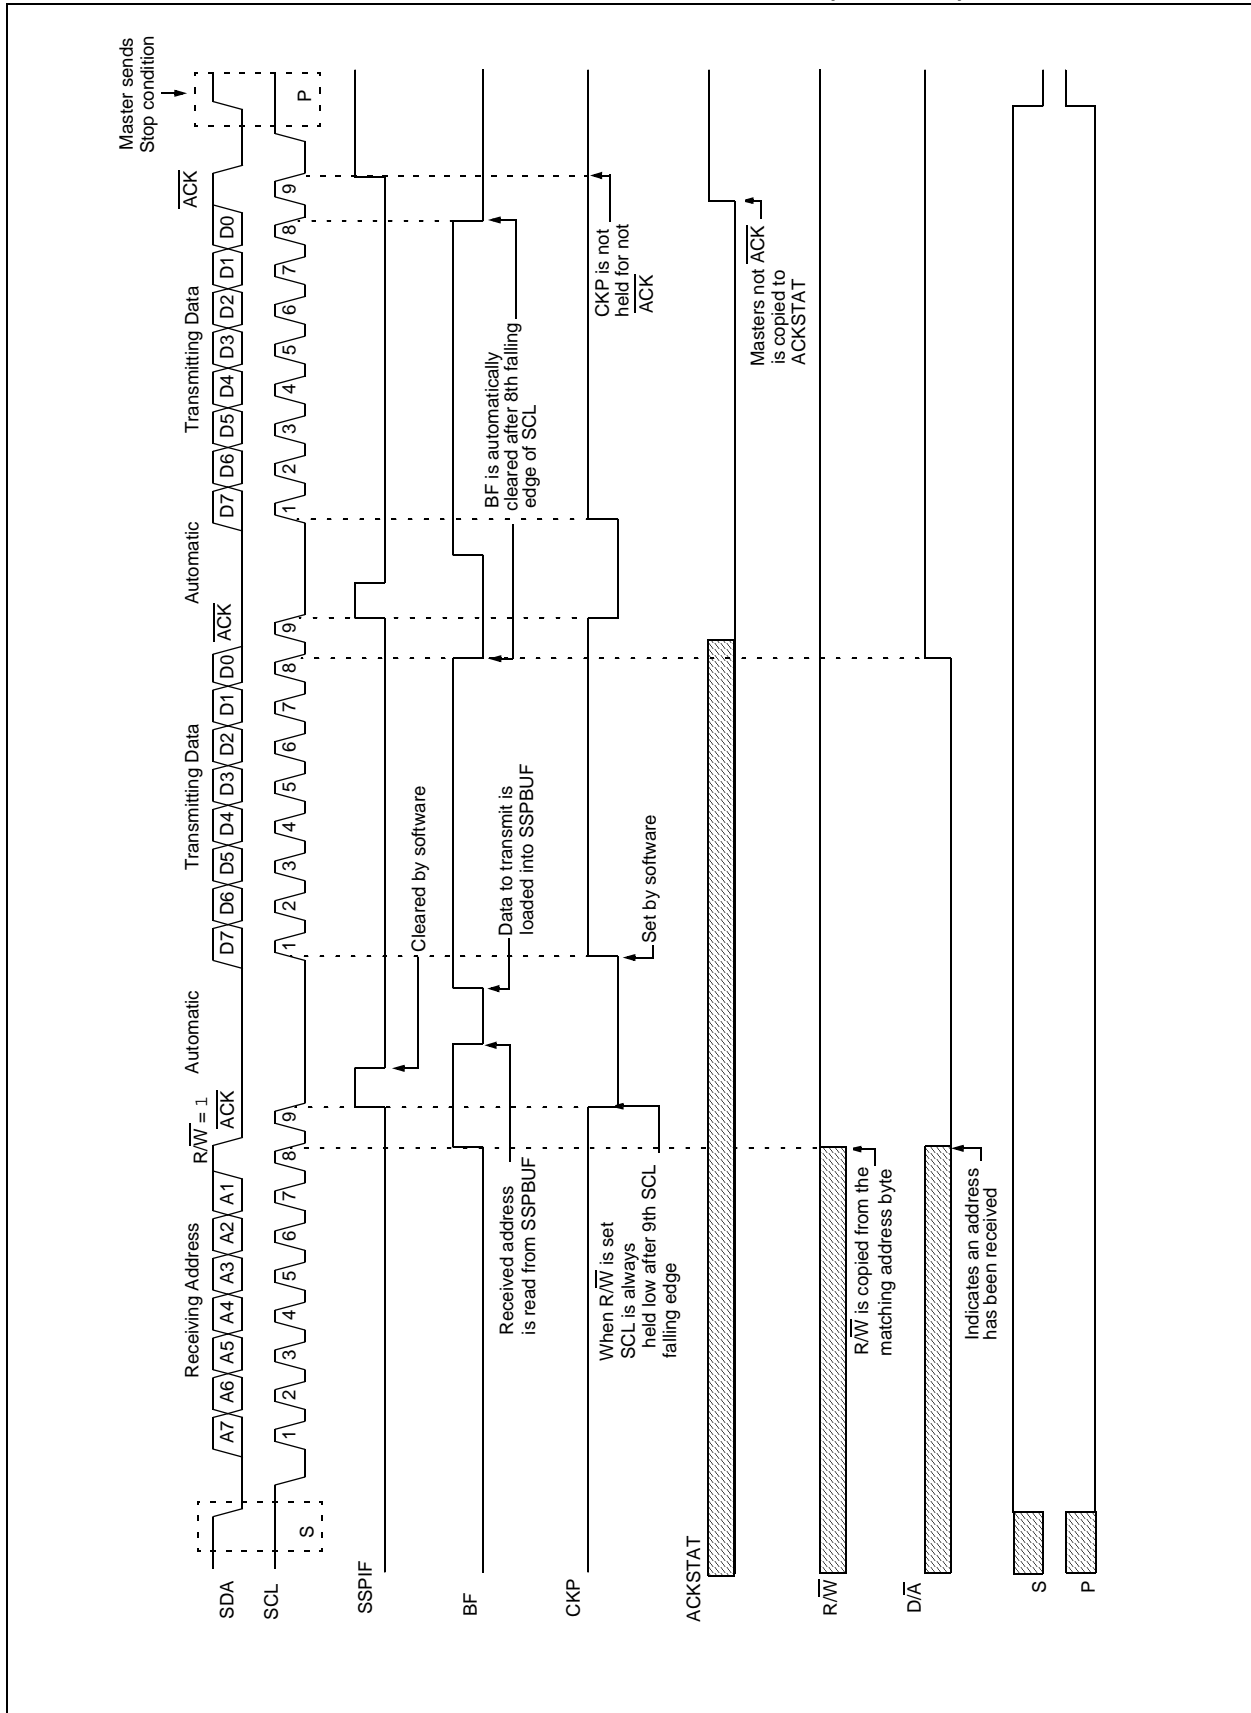 Master sends
Stop condition
Receiving Address
R/W = 1
Automatic
Transmitting Data
Automatic
Transmitting Data
ACK
ACK
ACK
SDA
A7 A6 A5 A4 A3 A2 A1
D7 D6 D5 D4 D3 D2 D1 D0
D7 D6 D5 D4 D3 D2 D1 D0
SCL
1 2 3 4 5 6 7 8 9
1 2 3 4 5 6 7 8 9
1 2 3 4 5 6 7 8 9
S
P
SSPIF
Cleared by software
BF
BF is automatically
cleared after 8th falling
edge of SCL
Received address
is read from SSPBUF
Data to transmit is
loaded into SSPBUF
CKP
When R/W is set
SCL is always
held low after 9th SCL
falling edge
Set by software
CKP is not
held for not
ACK
ACKSTAT
Masters not ACK
is copied to
ACKSTAT
R/W
R/W is copied from the
matching address byte
D/A
Indicates an address
has been received
S
P